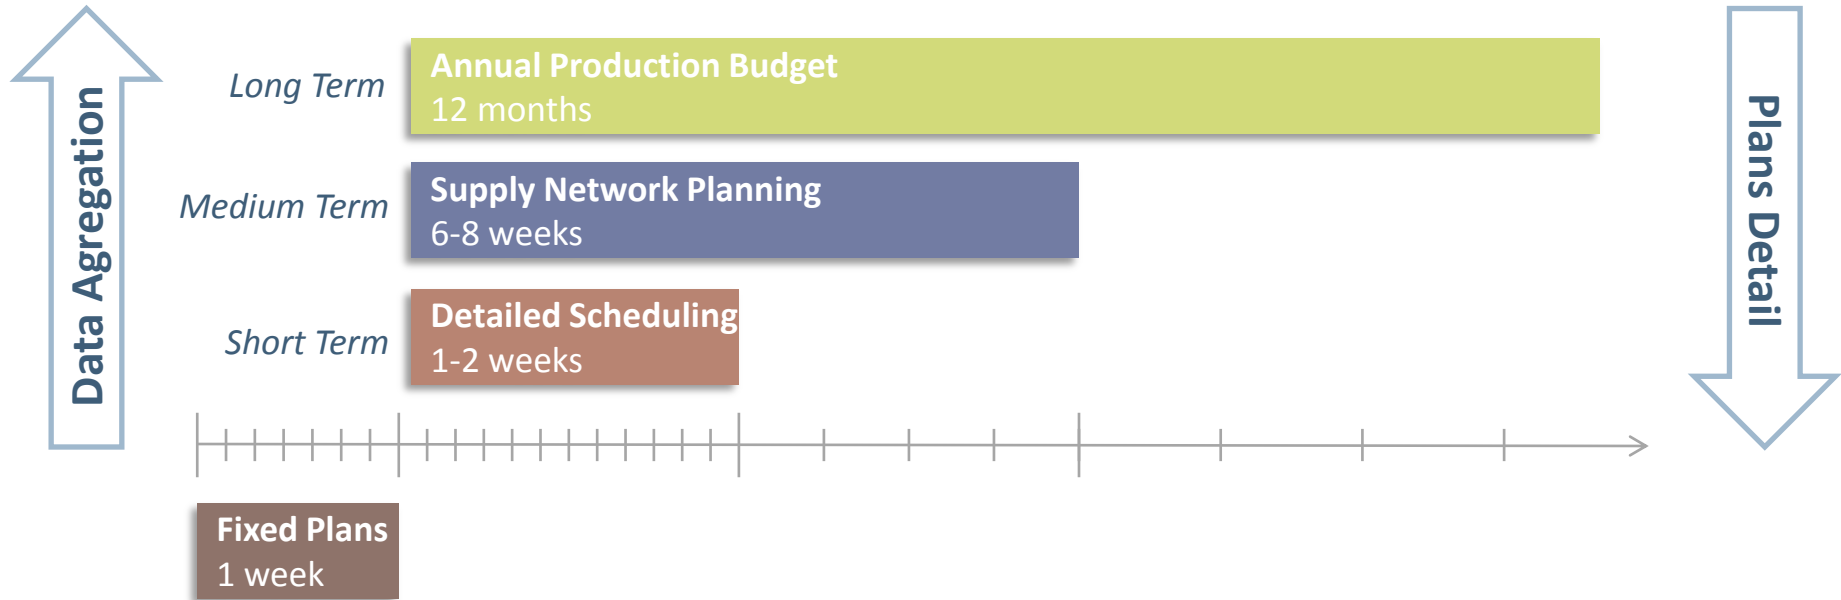 Data Agregation
Long Term
Annual Production Budget
12 months
Medium Term
Supply Network Planning
6-8 weeks
Short Term
Detailed Scheduling
1-2 weeks
Fixed Plans
1 week
Plans Detail